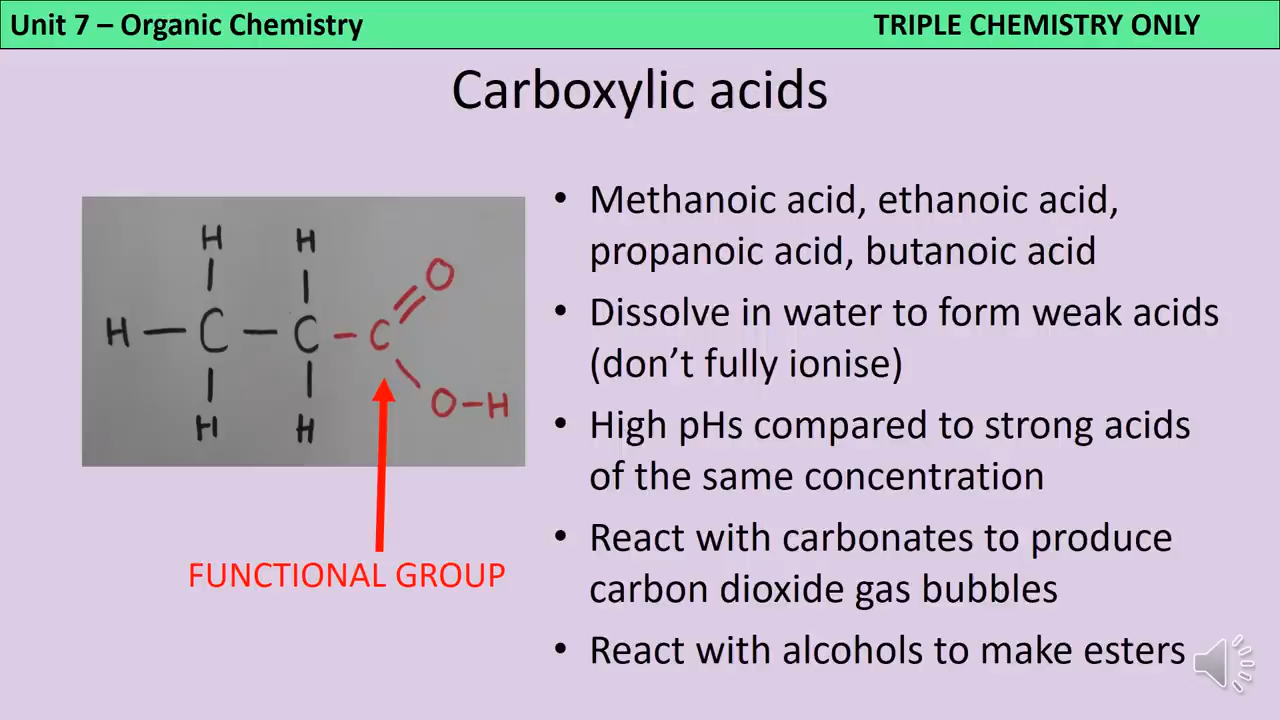 Unit 7 – Organic Chemistry
TRIPLE CHEMISTRY ONLY
Carboxylic acids
H H O
H C C C
H H O H
FUNCTIONAL GROUP
• Methanoic acid, ethanoic acid,
propanoic acid, butanoic acid
• Dissolve in water to form weak acids
(don’t fully ionise)
• High pHs compared to strong acids
of the same concentration
• React with carbonates to produce
carbon dioxide gas bubbles
• React with alcohols to make esters